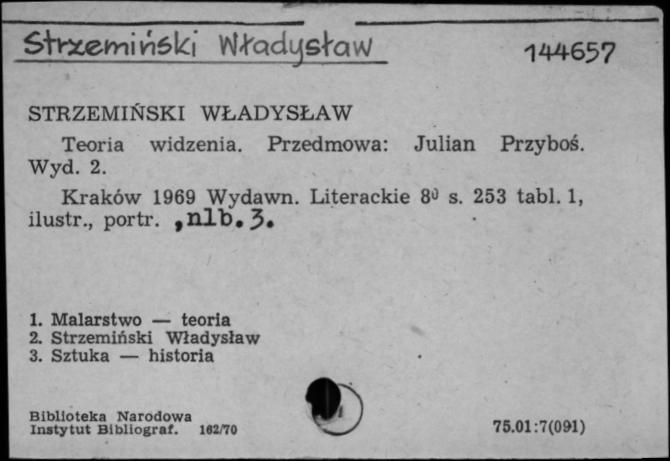 Strzemiński Władysław 144657
STRZEMIŃSKI WŁADYSŁAW
Teoria widzenia. Przedmowa: Julian Przyboś.
Wyd. 2.
Kraków 1969 Wydawn. Literackie 8⁰ s. 253 tabl. 1,
ilustr., portr. , nlb. 3.
1. Malarstwo — teoria
2. Strzemiński Władysław
3. Sztuka — historia
Biblioteka Narodowa
Instytut Bibliograf. 162/70 75.01:7(091)